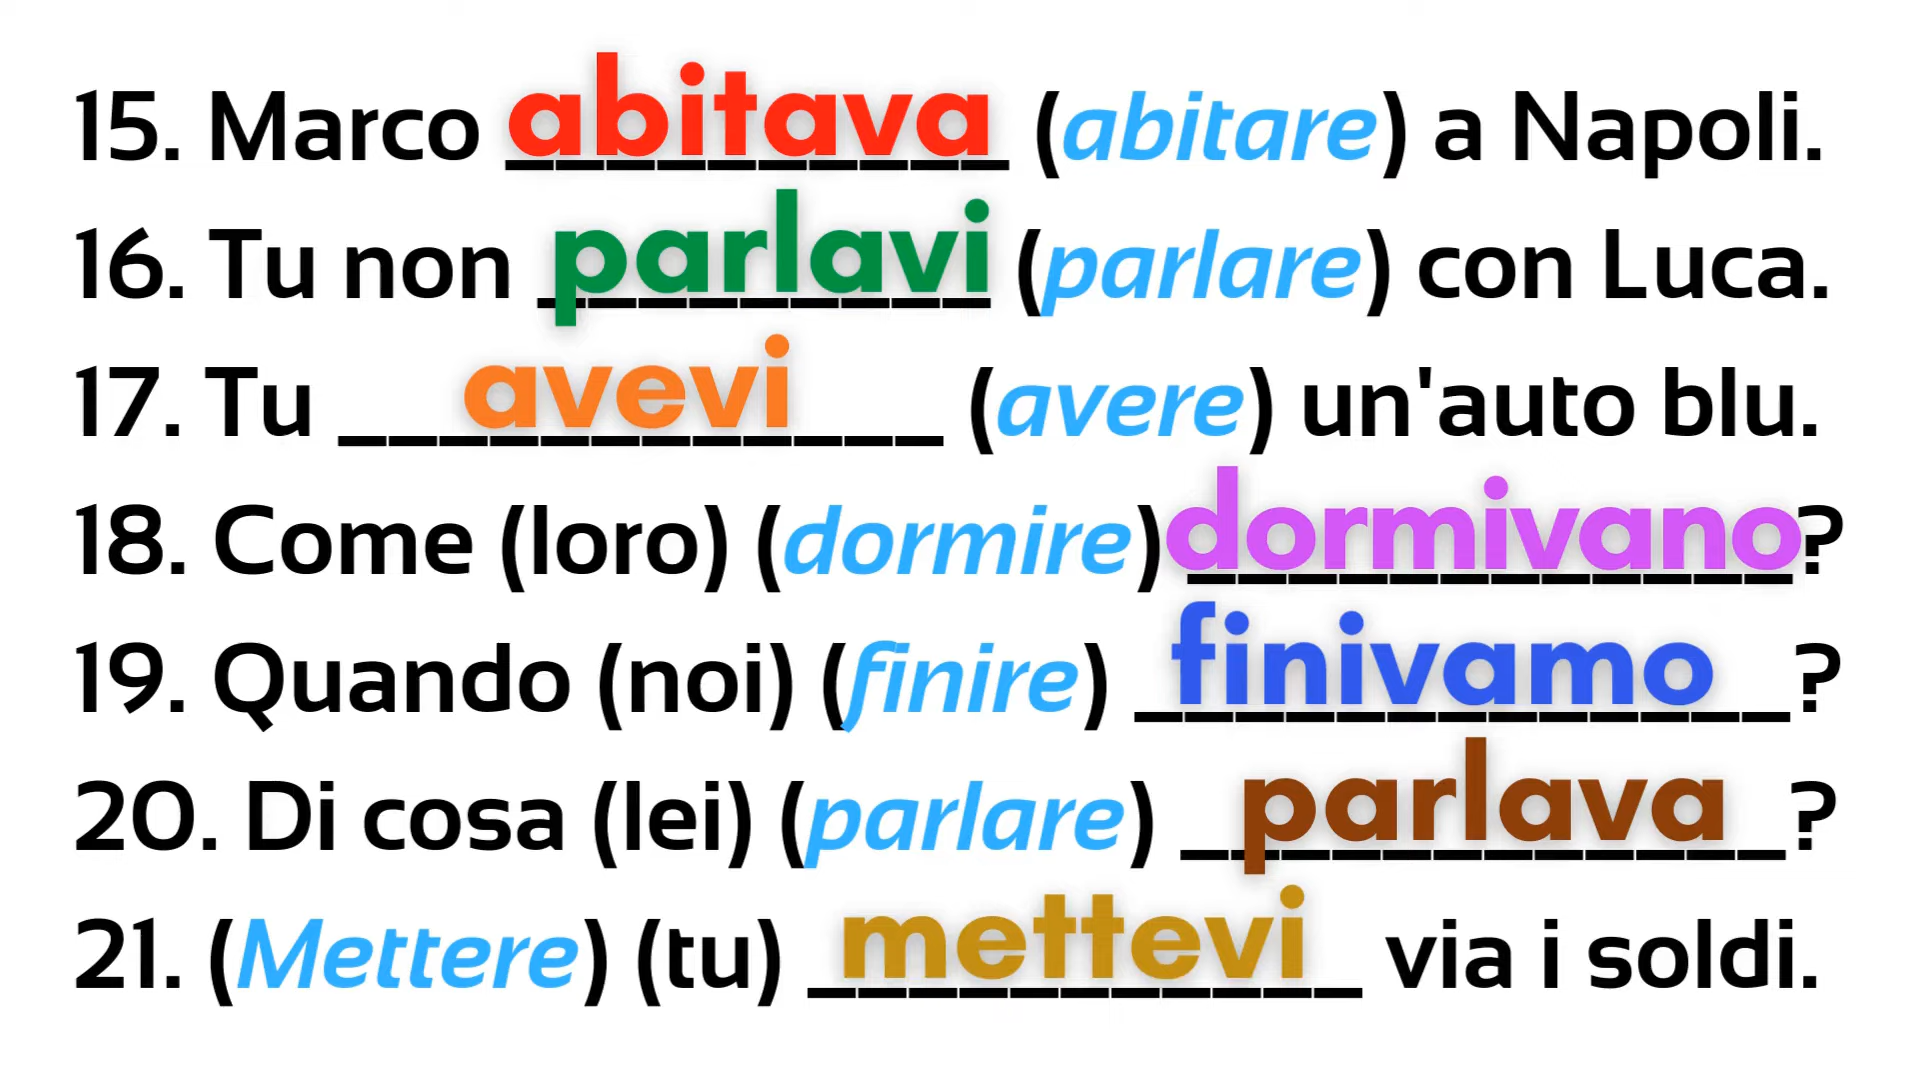 15. Marco abitava (abitare) a Napoli.
16. Tu non parlavi (parlare) con Luca.
17. Tu avevi (avere) un'auto blu.
18. Come (loro) (dormire) dormivano?
19. Quando (noi) (finire) finivamo?
20. Di cosa (lei) (parlare) parlava?
21. (Mettere) (tu) mettevi via i soldi.